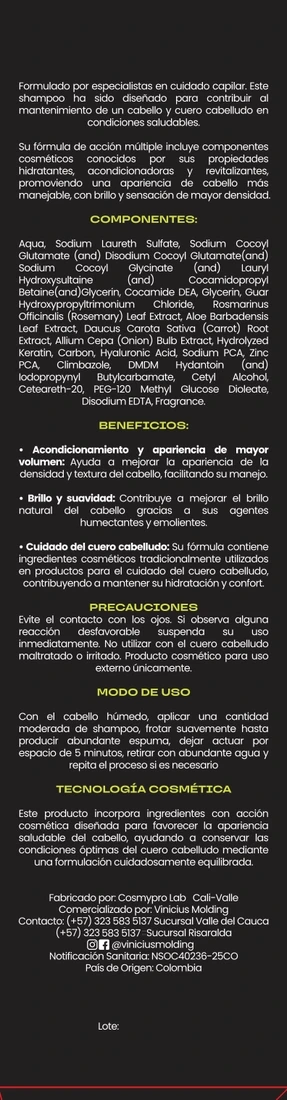 Formulado por especialistas en cuidado capilar. Este
shampoo ha sido diseñado para contribuir al
mantenimiento de un cabello y cuero cabelludo en
condiciones saludables.
Su fórmula de acción múltiple incluye componentes
cosméticos conocidos por sus propiedades
hidratantes, acondicionadoras y revitalizantes,
promoviendo una apariencia de cabello más
manejable, con brillo y sensación de mayor densidad.
COMPONENTES:
Aqua, Sodium Laureth Sulfate, Sodium Cocoyl
Glutamate (and) Disodium Cocoyl Glutamate(and)
Sodium Cocoyl Glycinate (and) Lauryl
Hydroxysultaine (and) Cocamidopropyl
Betaine(and)Glycerin, Cocamide DEA, Glycerin, Guar
Hydroxypropyltrimonium Chloride, Rosmarinus
Officinalis (Rosemary) Leaf Extract, Aloe Barbadensis
Leaf Extract, Daucus Carota Sativa (Carrot) Root
Extract, Allium Cepa (Onion) Bulb Extract, Hydrolyzed
Keratin, Carbon, Hyaluronic Acid, Sodium PCA, Zinc
PCA, Climbazole, DMDM Hydantoin (and)
Iodopropynyl Butylcarbamate, Cetyl Alcohol,
Ceteareth-20, PEG-120 Methyl Glucose Dioleate,
Disodium EDTA, Fragrance.
BENEFICIOS:
• Acondicionamiento y apariencia de mayor
volumen: Ayuda a mejorar la apariencia de la
densidad y textura del cabello, facilitando su manejo.
• Brillo y suavidad: Contribuye a mejorar el brillo
natural del cabello gracias a sus agentes
humectantes y emolientes.
• Cuidado del cuero cabelludo: Su fórmula contiene
ingredientes cosméticos tradicionalmente utilizados
en productos para el cuidado del cuero cabelludo,
contribuyendo a mantener su hidratación y confort.
PRECAUCIONES
Evite el contacto con los ojos. Si observa alguna
reacción desfavorable suspenda su uso
inmediatamente. No utilizar con el cuero cabelludo
maltratado o irritado. Producto cosmético para uso
externo únicamente.
MODO DE USO
Con el cabello húmedo, aplicar una cantidad
moderada de shampoo, frotar suavemente hasta
producir abundante espuma, dejar actuar por
espacio de 5 minutos, retirar con abundante agua y
repita el proceso si es necesario
TECNOLOGÍA COSMÉTICA
Este producto incorpora ingredientes con acción
cosmética diseñada para favorecer la apariencia
saludable del cabello, ayudando a conservar las
condiciones óptimas del cuero cabelludo mediante
una formulación cuidadosamente equilibrada.
Fabricado por: Cosmypro Lab Cali-Valle
Comercializado por: Vinicius Molding
Contacto: (+57) 323 583 5137 Sucursal Valle del Cauca
(+57) 323 583 5137 Sucursal Risaralda
@viniciusmolding
Notificación Sanitaria: NSOC40236-25CO
País de Origen: Colombia
Lote: